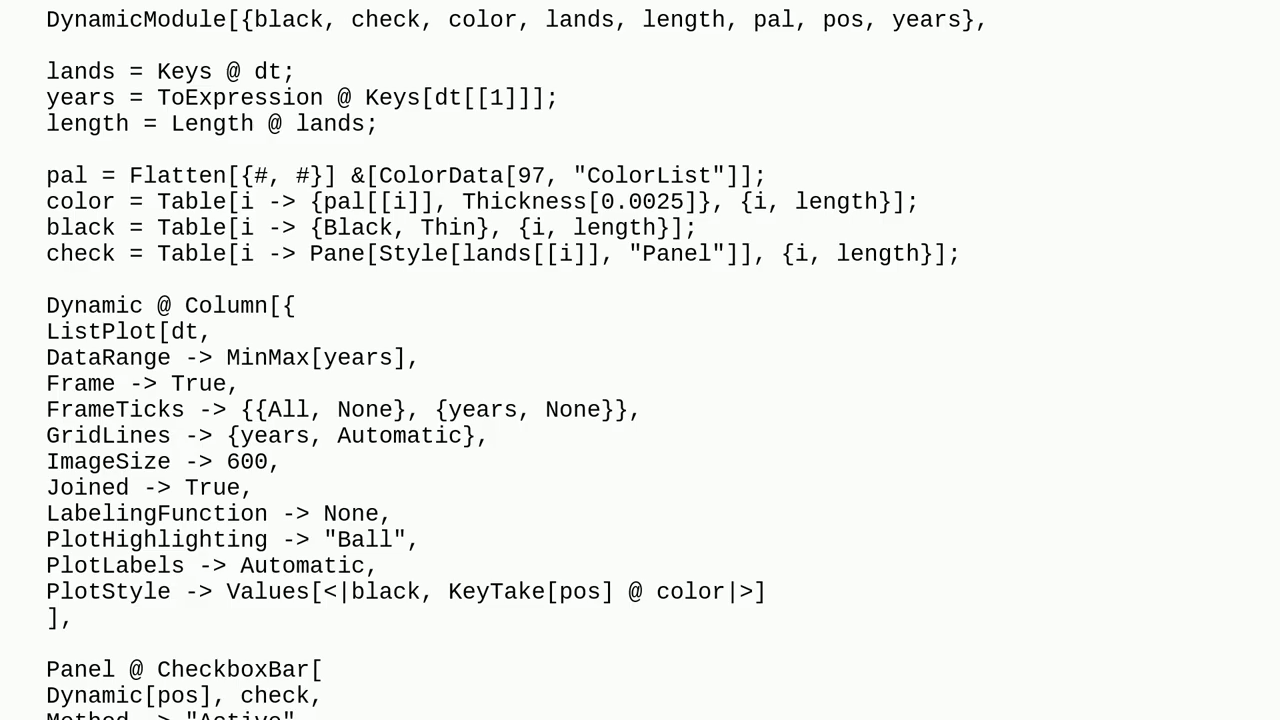 DynamicModule[{black, check, color, lands, length, pal, pos, years},
lands = Keys @ dt;
years = ToExpression @ Keys[dt[[1]]];
length = Length @ lands;
pal = Flatten[{#, #}] &[ColorData[97, "ColorList"]];
color = Table[i -> {pal[[i]], Thickness[0.0025]}, {i, length}];
black = Table[i -> {Black, Thin}, {i, length}];
check = Table[i -> Pane[Style[lands[[i]], "Panel"]], {i, length}];
Dynamic @ Column[{
ListPlot[dt,
DataRange -> MinMax[years],
Frame -> True,
FrameTicks -> {{All, None}, {years, None}},
GridLines -> {years, Automatic},
ImageSize -> 600,
Joined -> True,
LabelingFunction -> None,
PlotHighlighting -> "Ball",
PlotLabels -> Automatic,
PlotStyle -> Values[<|black, KeyTake[pos] @ color|>]
],
Panel @ CheckboxBar[
Dynamic[pos], check,
Method -> "Active"